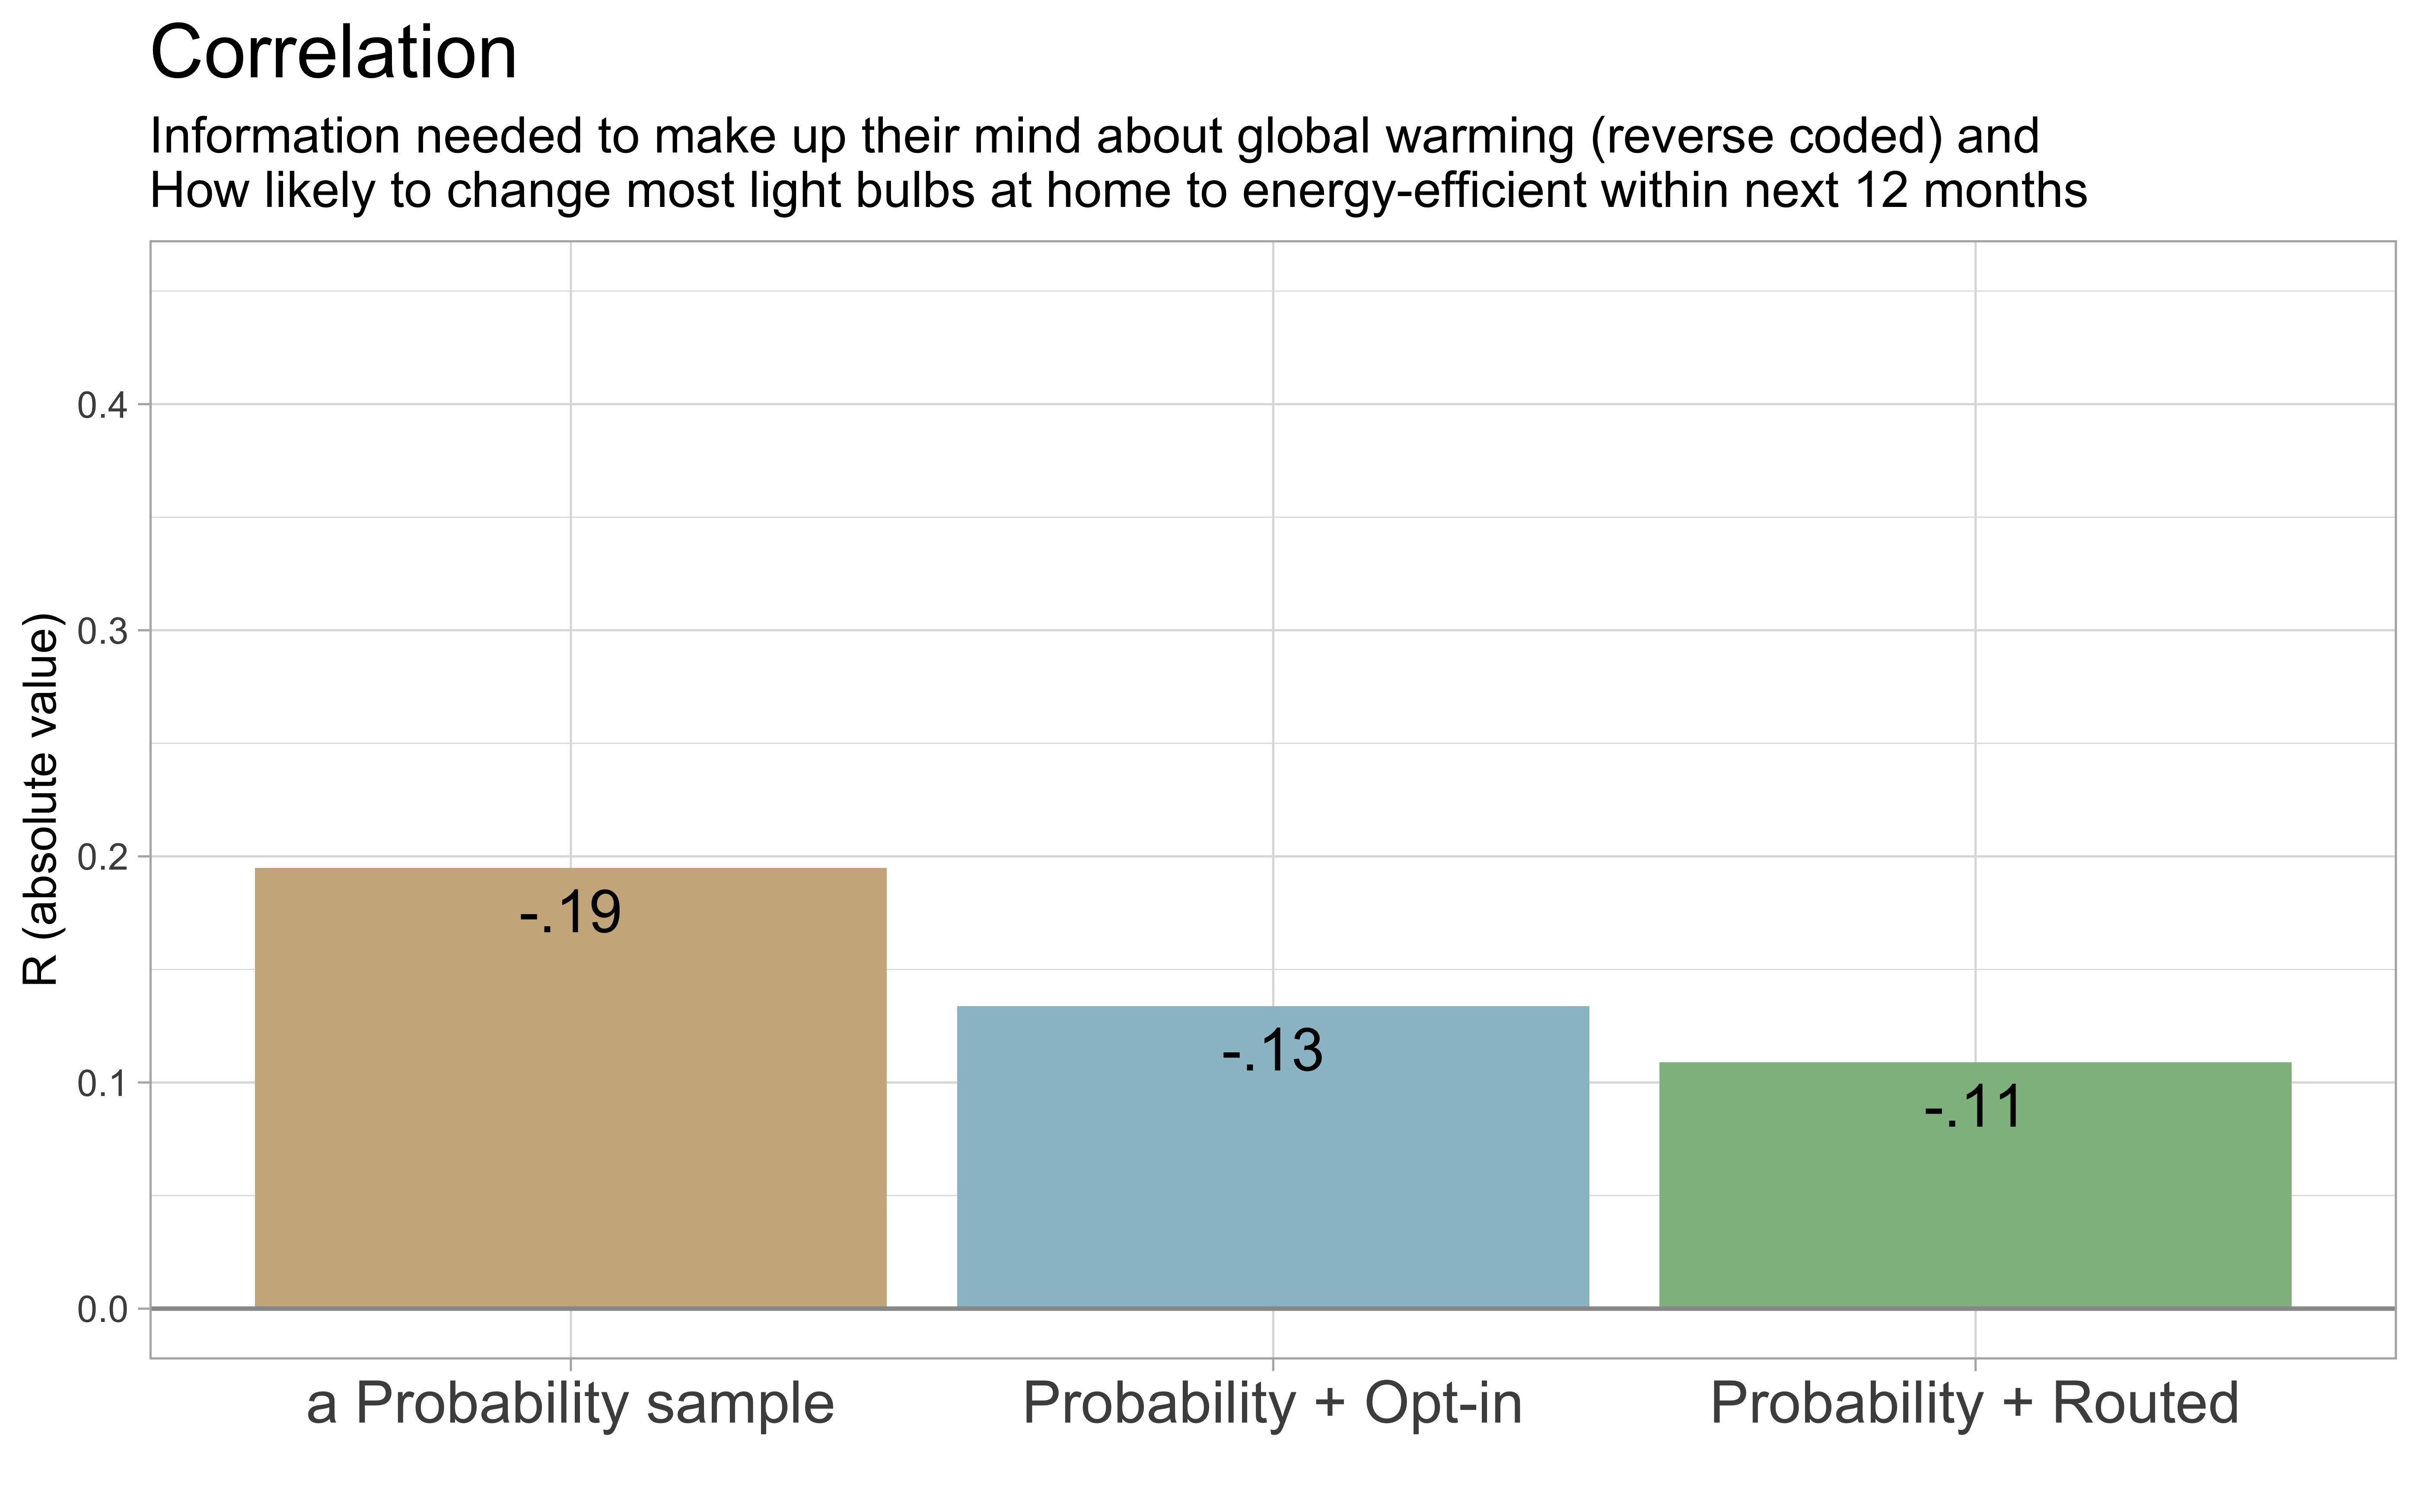 Correlation
Information needed to make up their mind about global warming (reverse coded) and
How likely to change most light bulbs at home to energy-efficient within next 12 months
R (absolute value)
0.4
0.3
0.2
0.1
0.0
-.19
-.13
-.11
a Probability sample
Probability + Opt-in
Probability + Routed